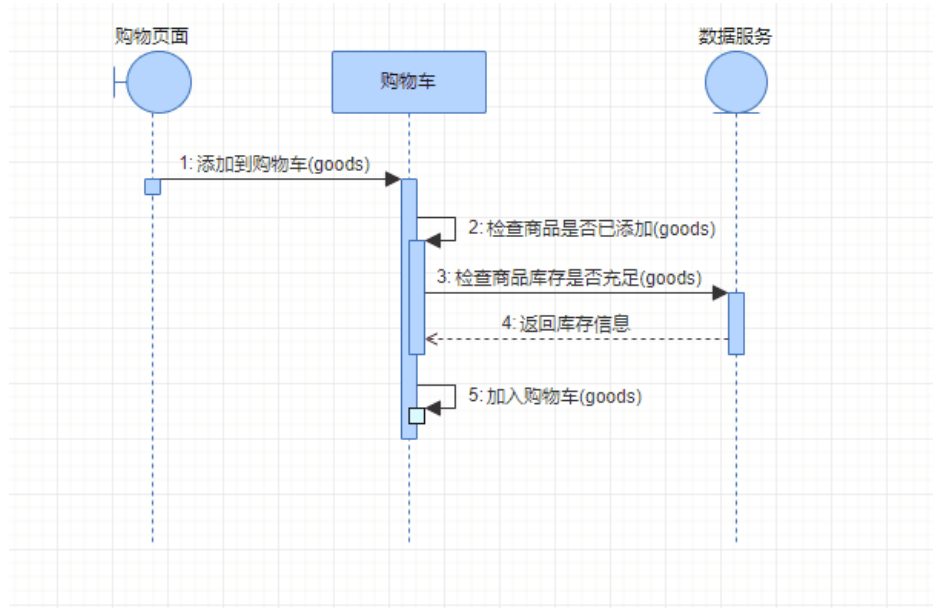 购物页面
购物车
数据服务
1: 添加到购物车(goods)
2: 检查商品是否已添加(goods)
3: 检查商品库存是否充足(goods)
4: 返回库存信息
5: 加入购物车(goods)